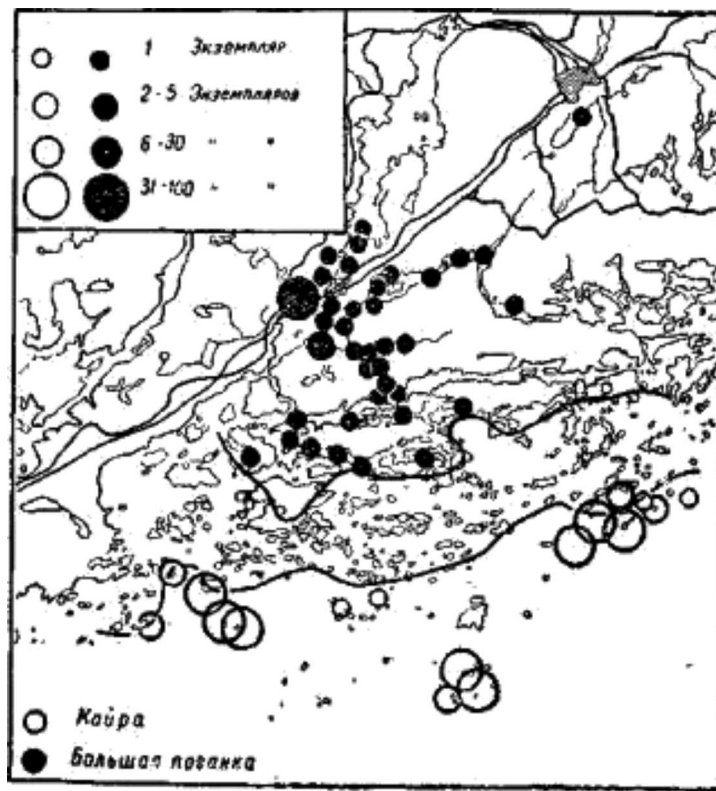 1 Экземпляр
2-5 Экземпляров
6-30 " "
31-100 " "
Кайра
Большая поганка